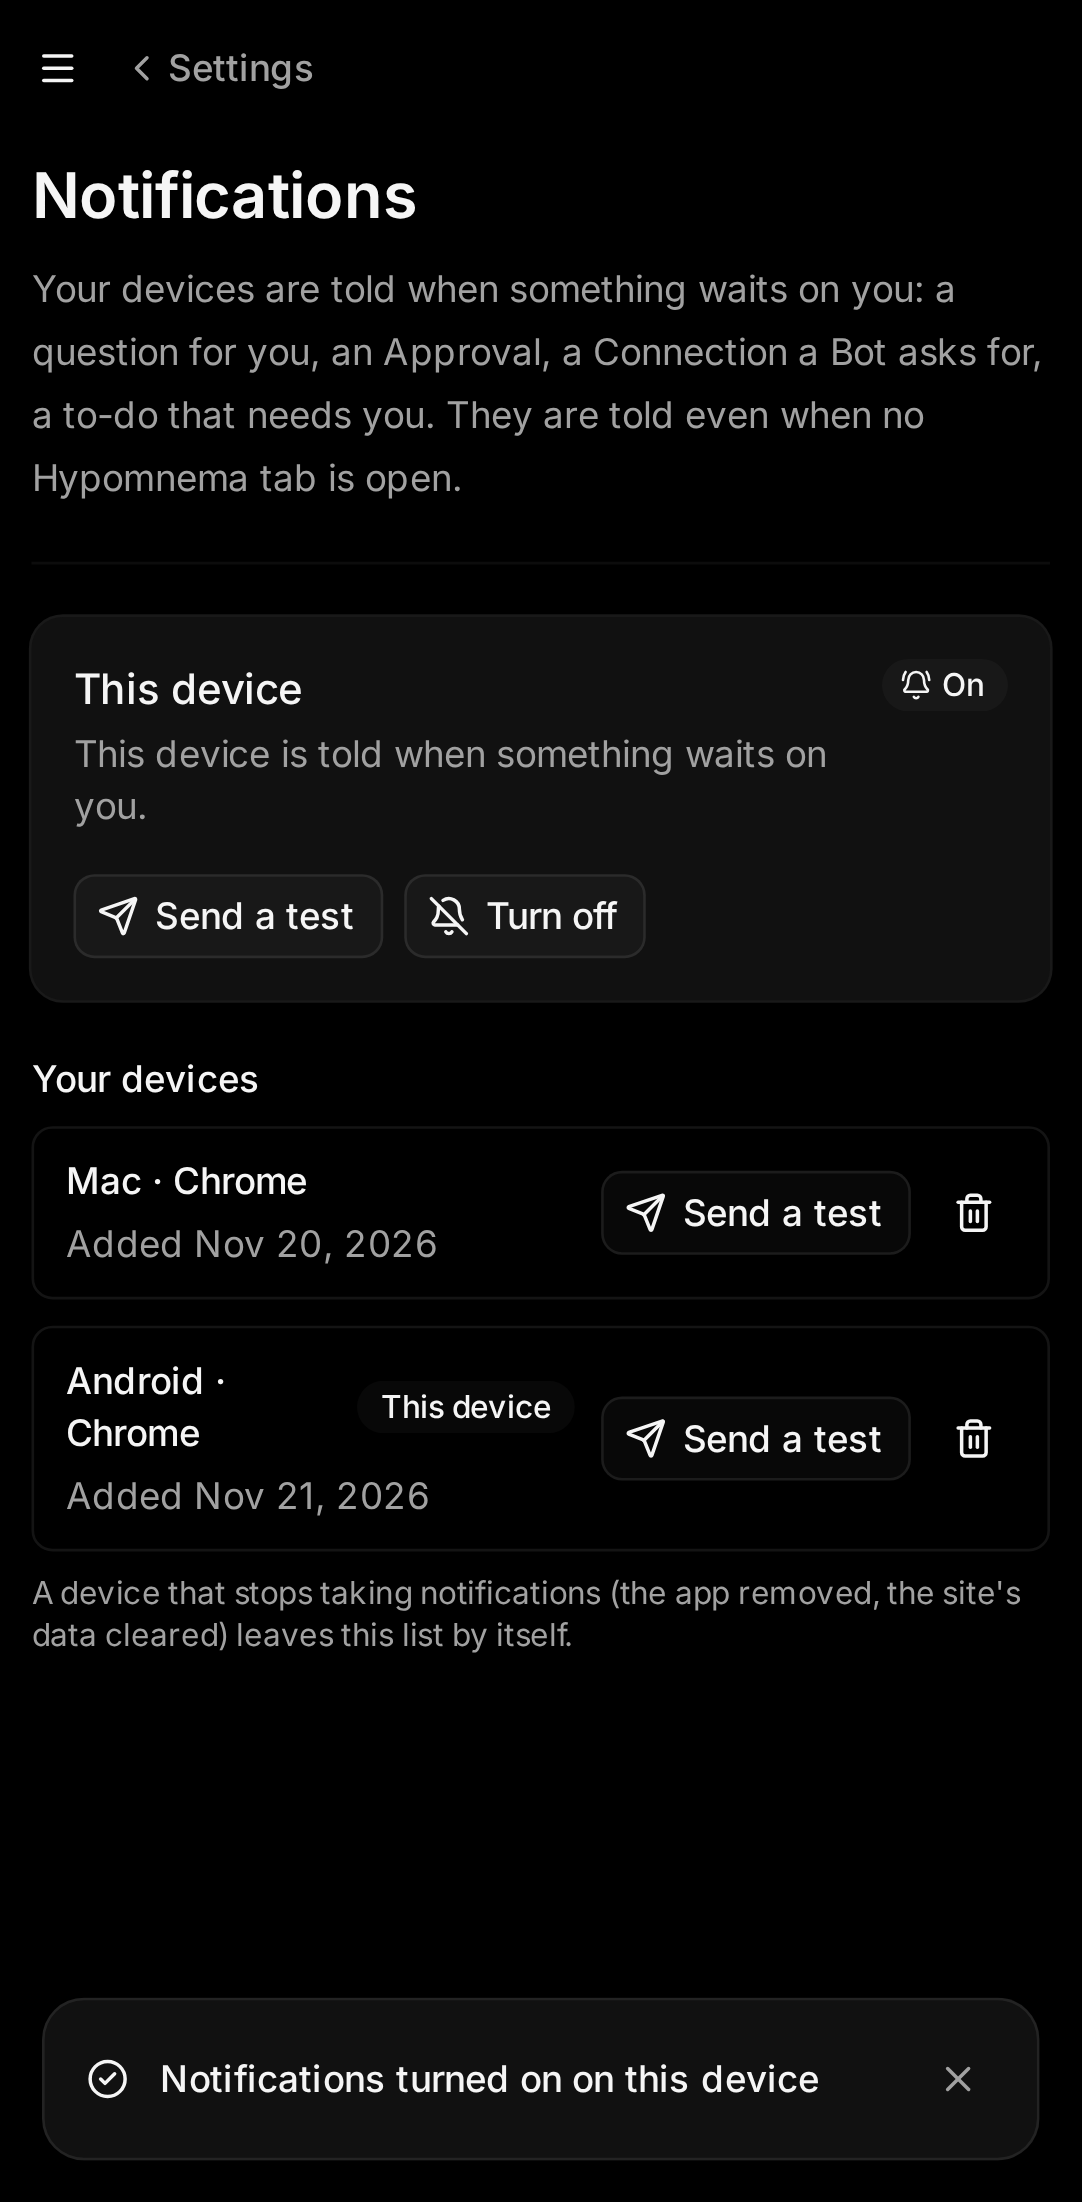 Settings
Notifications
Your devices are told when something waits on you: a
question for you, an Approval, a Connection a Bot asks for,
a to-do that needs you. They are told even when no
Hypomnema tab is open.
This device
On
This device is told when something waits on
you.
Send a test
Turn off
Your devices
Mac · Chrome
Added Nov 20, 2026
Send a test
Android ·
Chrome
This device
Added Nov 21, 2026
Send a test
A device that stops taking notifications (the app removed, the site's
data cleared) leaves this list by itself.
Notifications turned on on this device